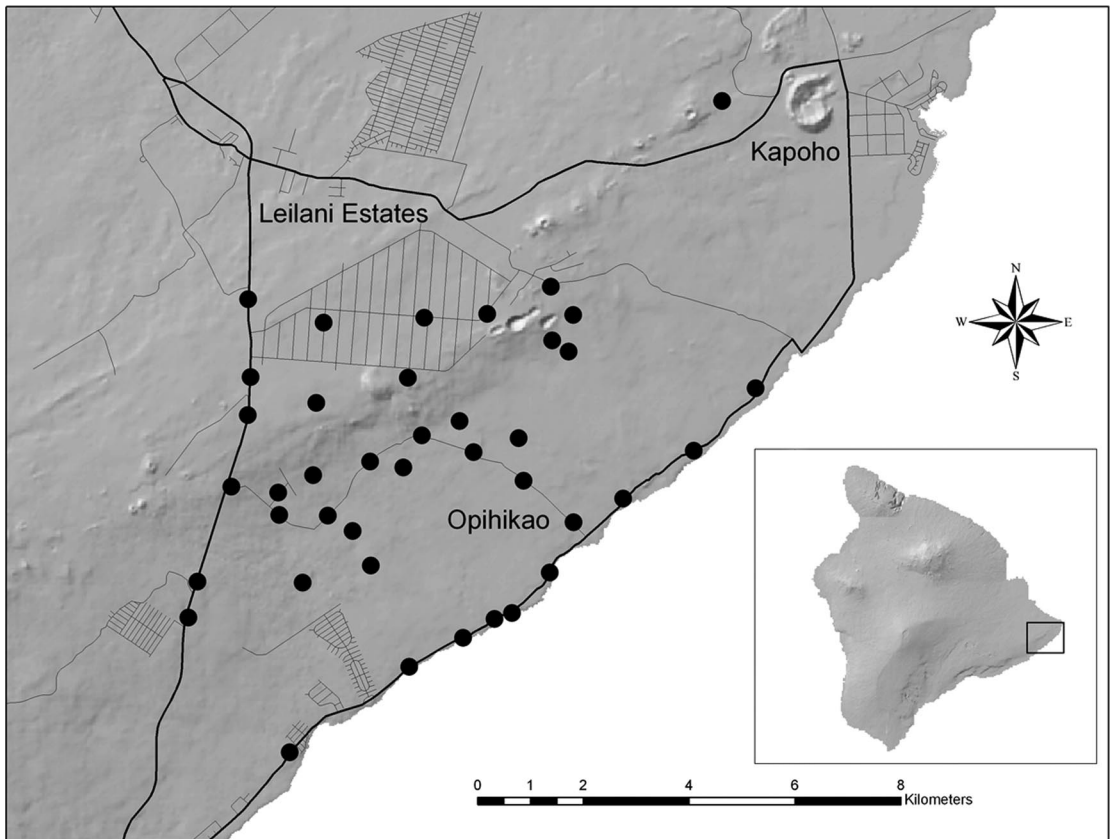 Kapoho
Leilani Estates
N
W E
S
Opihikao
0 1 2 4 6 8
Kilometers